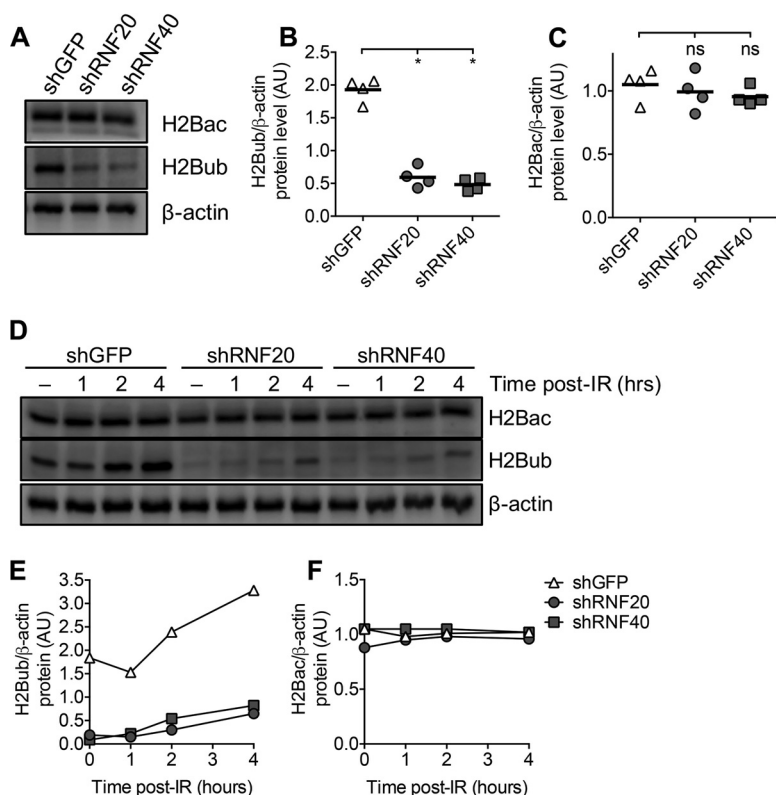 A
shGFP
shRNF20
shRNF40
H2Bac
H2Bub
β-actin
B
H2Bub/β-actin
protein level (AU)
2.5
2.0
1.5
1.0
0.5
0.0
* *
shGFP
shRNF20
shRNF40
C
H2Bac/β-actin
protein level (AU)
1.0
0.5
0.0
ns ns
shGFP
shRNF20
shRNF40
D
shGFP shRNF20 shRNF40
– 1 2 4 – 1 2 4 – 1 2 4 Time post-IR (hrs)
H2Bac
H2Bub
β-actin
E
H2Bub/β-actin
protein (AU)
3.5
3.0
2.5
2.0
1.5
1.0
0.5
0.0
0 1 2 3 4
Time post-IR (hours)
F
H2Bac/β-actin
protein (AU)
1.5
1.0
0.5
0.0
0 1 2 3 4
Time post-IR (hours)
shGFP
shRNF20
shRNF40